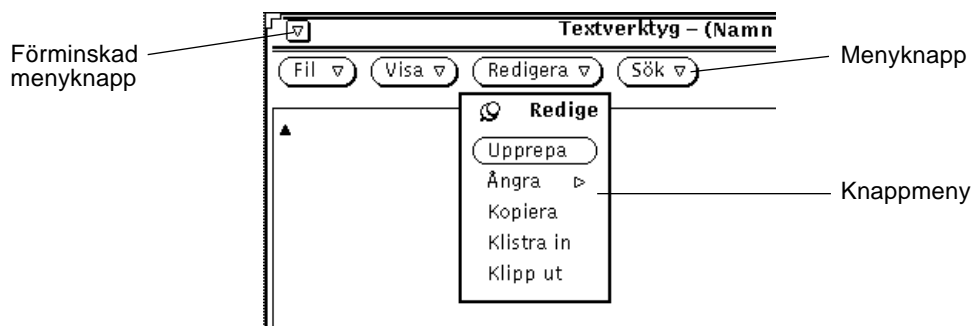 Textverktyg – (Namn
Förminskad
menyknapp
Menyknapp
Fil Visa Redigera Sök
Redige
Upprepa
Ångra
Knappmeny
Kopiera
Klistra in
Klipp ut